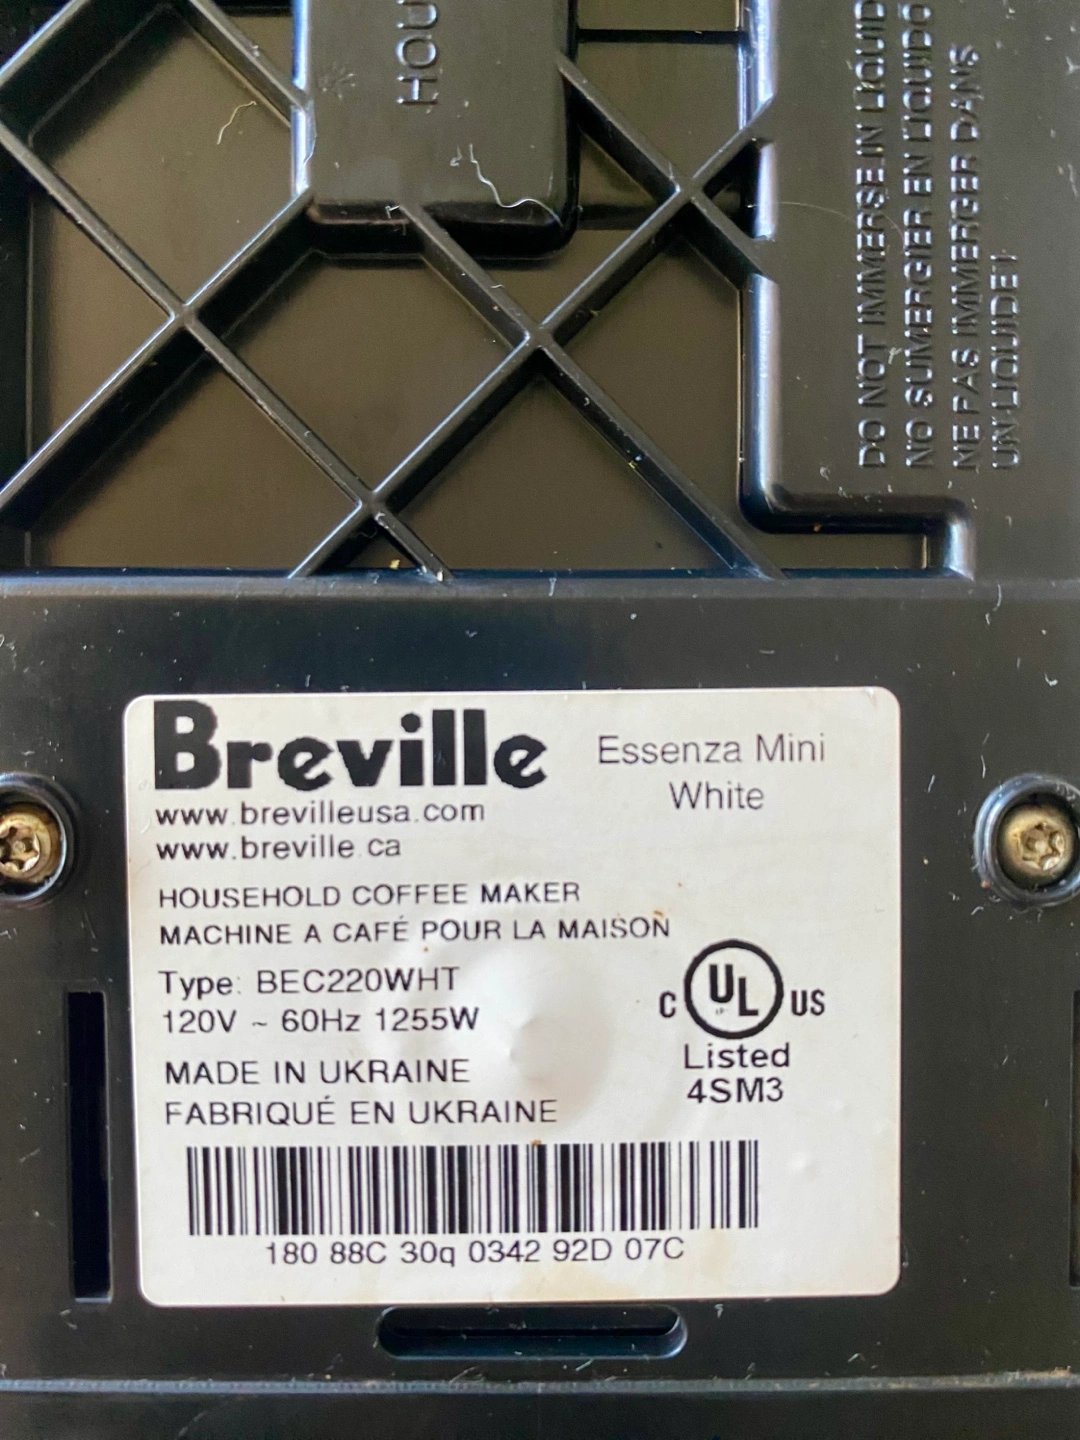 HOU
DO NOT IMMERSE IN LIQUID
NO SUMERGIER EN LIQUIDO
NE PAS IMMERGER DANS
UN LIQUIDE!
Breville
Essenza Mini
White
www.brevilleusa.com
www.breville.ca
HOUSEHOLD COFFEE MAKER
MACHINE A CAFÉ POUR LA MAISON
Type: BEC220WHT
120V ~ 60Hz 1255W
C UL US
Listed
4SM3
MADE IN UKRAINE
FABRIQUÉ EN UKRAINE
180 88C 30q 0342 92D 07C